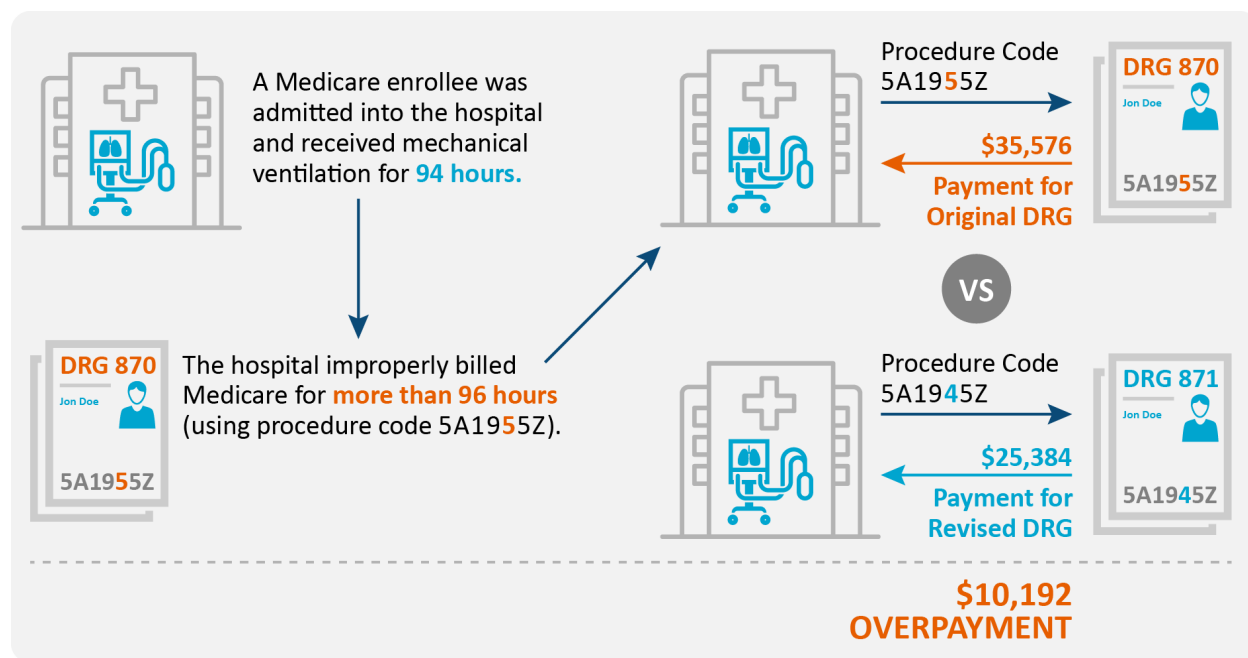 A Medicare enrollee was
admitted into the hospital
and received mechanical
ventilation for 94 hours.
DRG 870
Jon Doe
5A1955Z
The hospital improperly billed
Medicare for more than 96 hours
(using procedure code 5A1955Z).
Procedure Code
5A1955Z
$35,576
Payment for
Original DRG
DRG 870
Jon Doe
5A1955Z
VS
Procedure Code
5A1945Z
$25,384
Payment for
Revised DRG
DRG 871
Jon Doe
5A1945Z
$10,192
OVERPAYMENT